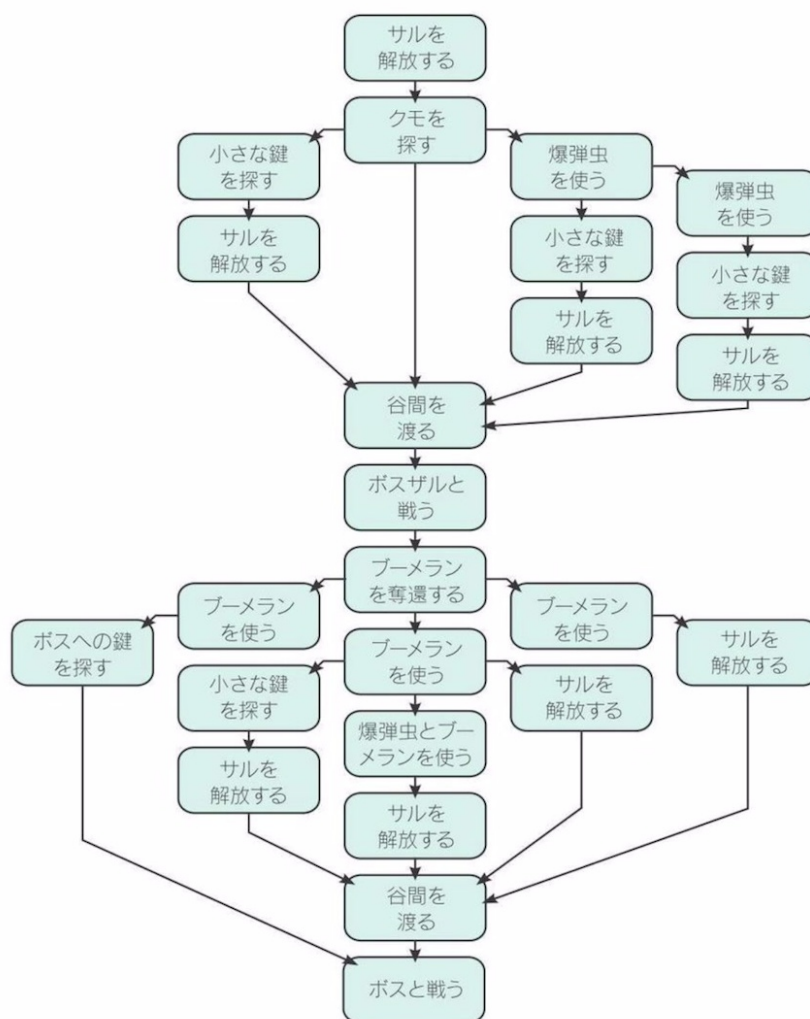 サルを
解放する
クモを
探す
小さな鍵
を探す
爆弾虫
を使う
爆弾虫
を使う
サルを
解放する
小さな鍵
を探す
小さな鍵
を探す
サルを
解放する
サルを
解放する
谷間を
渡る
ボスザルと
戦う
ブーメラン
を奪還する
ブーメラン
を使う
ブーメラン
を使う
ボスへの鍵
を探す
ブーメラン
を使う
サルを
解放する
小さな鍵
を探す
サルを
解放する
爆弾虫とブー
メランを使う
サルを
解放する
サルを
解放する
谷間を
渡る
ボスと戦う